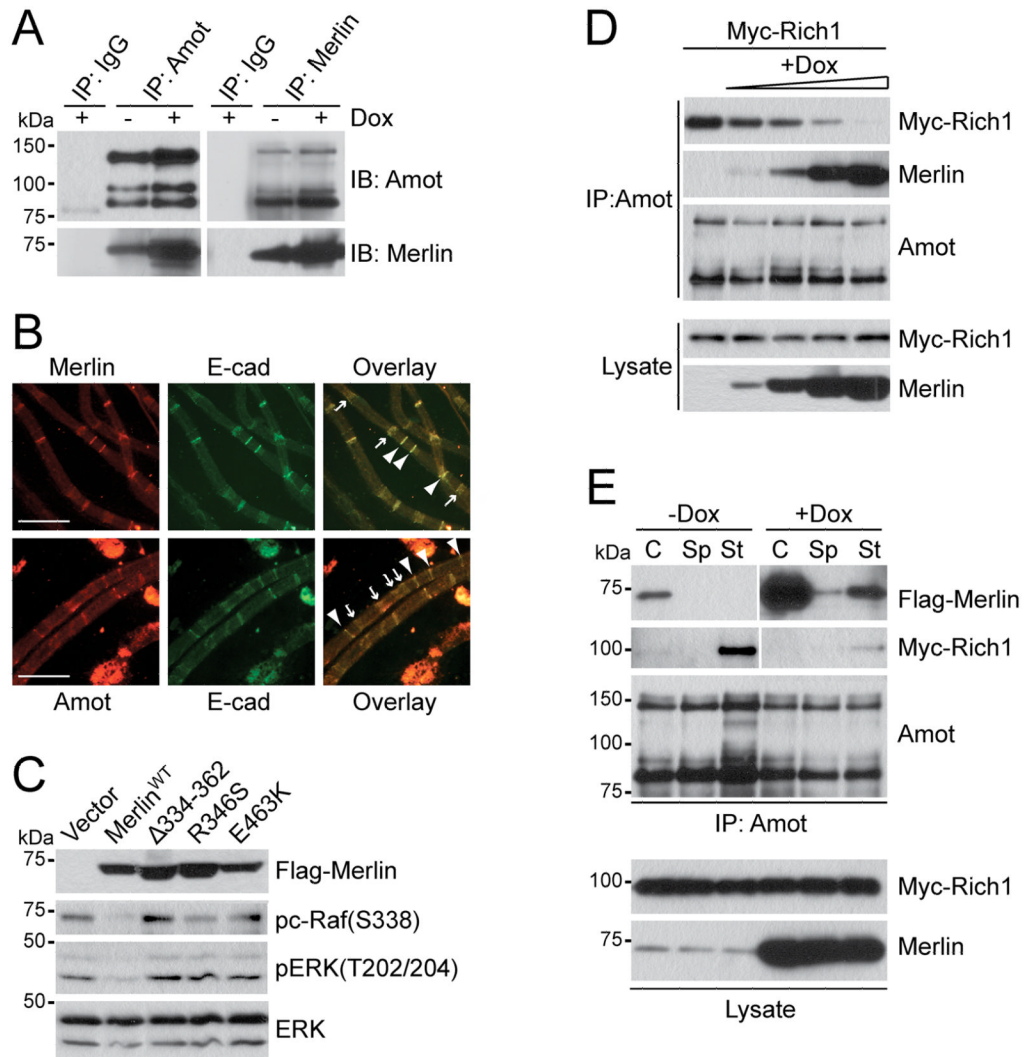 A
IP: IgG IP: Amot IP: IgG IP: Merlin
+ - + + - + Dox
kDa
150
100
75
IB: Amot
75
IB: Merlin
B
Merlin E-cad Overlay
Amot E-cad Overlay
C
Vector Merlin^WT Δ334-362 R346S E463K
kDa
75
Flag-Merlin
75
pc-Raf(S338)
50
pERK(T202/204)
50
ERK
D
Myc-Rich1
+Dox
Myc-Rich1
Merlin
IP:Amot
Amot
Myc-Rich1
Lysate
Merlin
E
-Dox +Dox
kDa C Sp St C Sp St
75
Flag-Merlin
100
Myc-Rich1
150
Amot
100
75
IP: Amot
100
Myc-Rich1
75
Merlin
Lysate